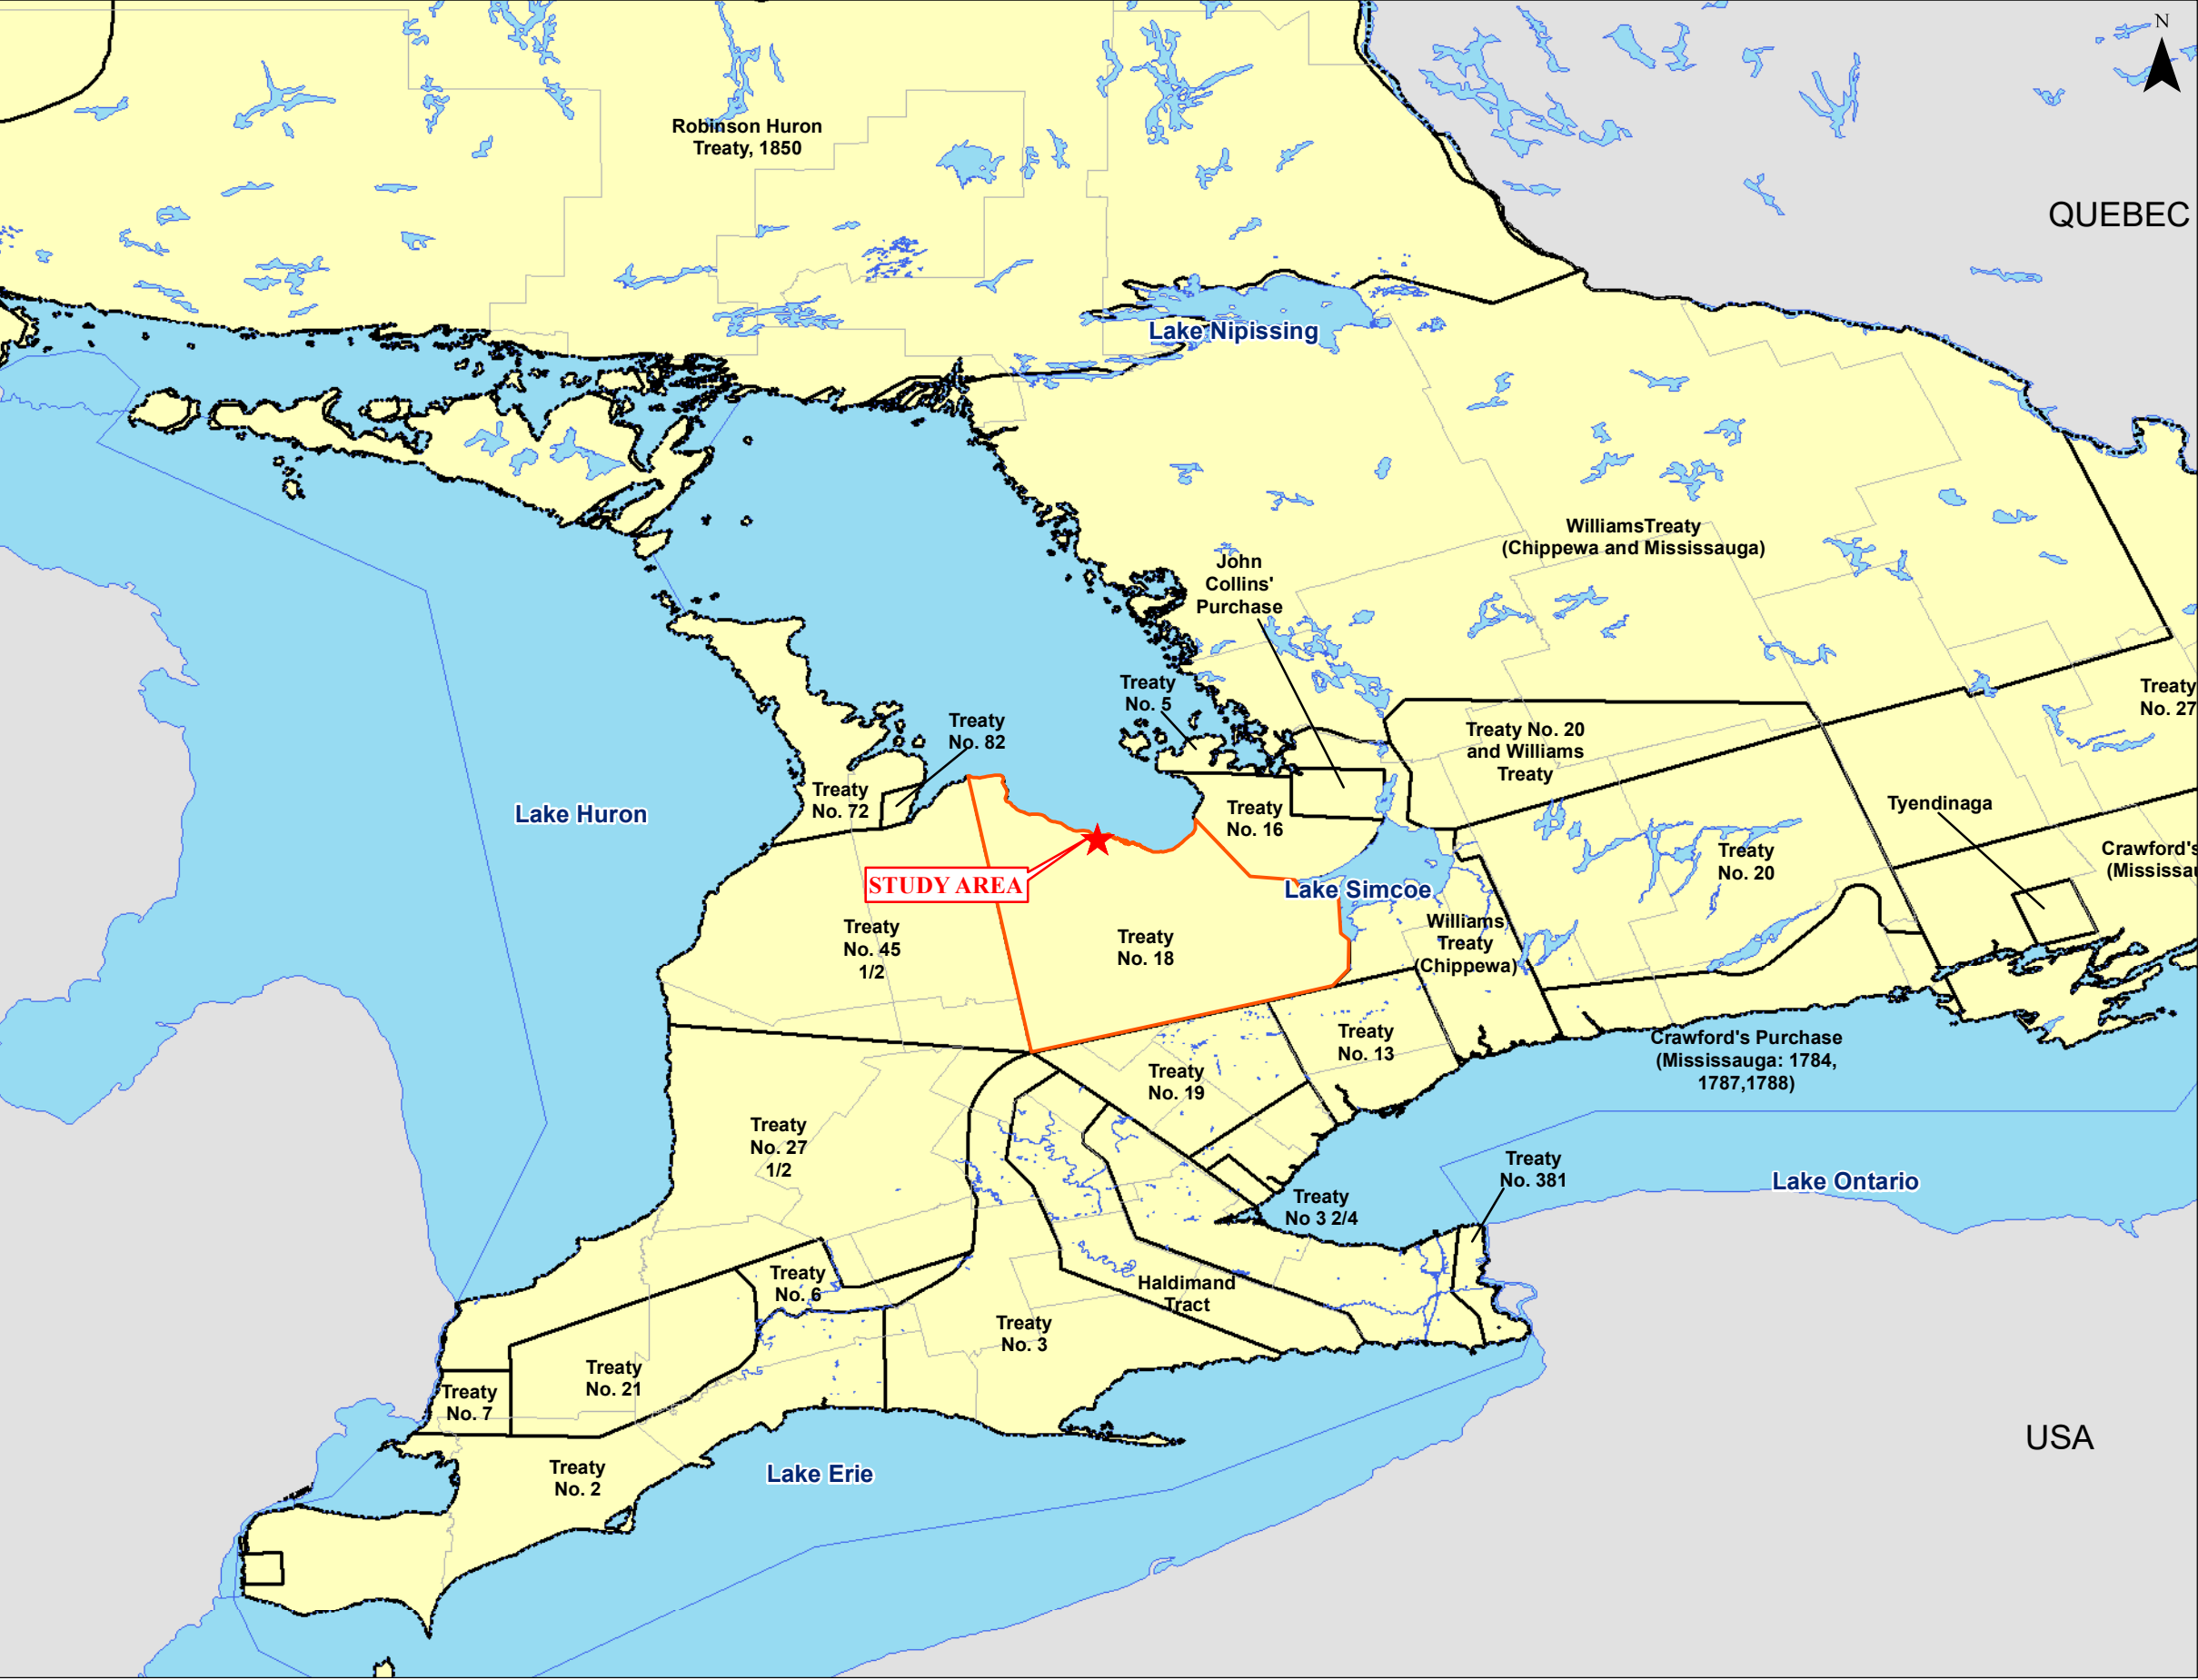 N
Robinson Huron
Treaty, 1850
QUEBEC
Lake Nipissing
WilliamsTreaty
(Chippewa and Mississauga)
John
Collins'
Purchase
Treaty
No. 5
Treaty
No. 27
Treaty
No. 82
Treaty No. 20
and Williams
Treaty
Treaty
No. 72
Lake Huron
Treaty
No. 16
Tyendinaga
Treaty
No. 20
Crawford's
(Mississau
STUDY AREA
Lake Simcoe
Treaty
No. 45
1/2
Treaty
No. 18
Williams
Treaty
(Chippewa)
Treaty
No. 13
Crawford's Purchase
(Mississauga: 1784,
1787,1788)
Treaty
No. 19
Treaty
No. 27
1/2
Treaty
No. 381
Lake Ontario
Treaty
No 3 2/4
Treaty
No. 6
Haldimand
Tract
Treaty
No. 3
Treaty
No. 21
Treaty
No. 7
USA
Treaty
No. 2
Lake Erie